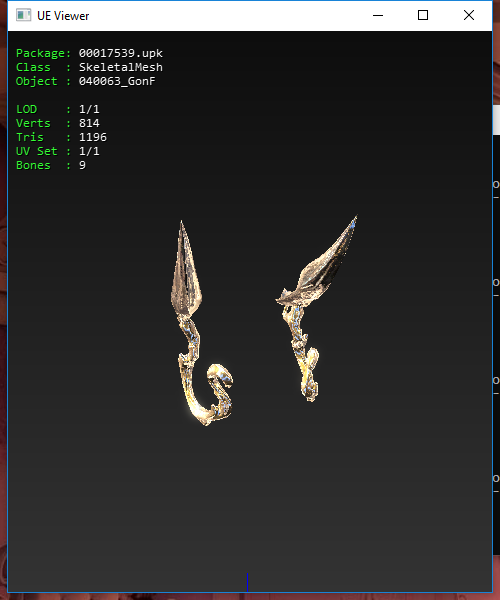 UE Viewer
Package: 00017539.upk
Class  : SkeletalMesh
Object : 040063_GonF
LOD    : 1/1
Verts  : 814
Tris   : 1196
UV Set : 1/1
Bones  : 9